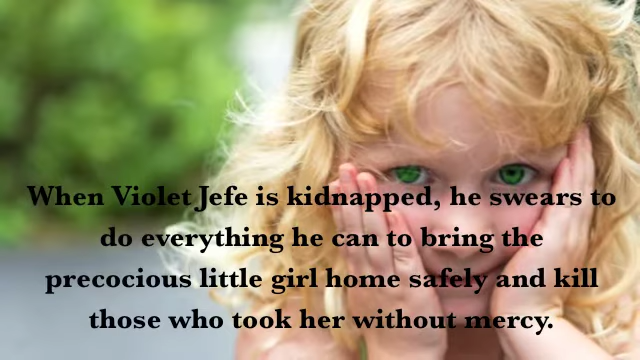 When Violet Jefe is kidnapped, he swears to
do everything he can to bring the
precocious little girl home safely and kill
those who took her without mercy.